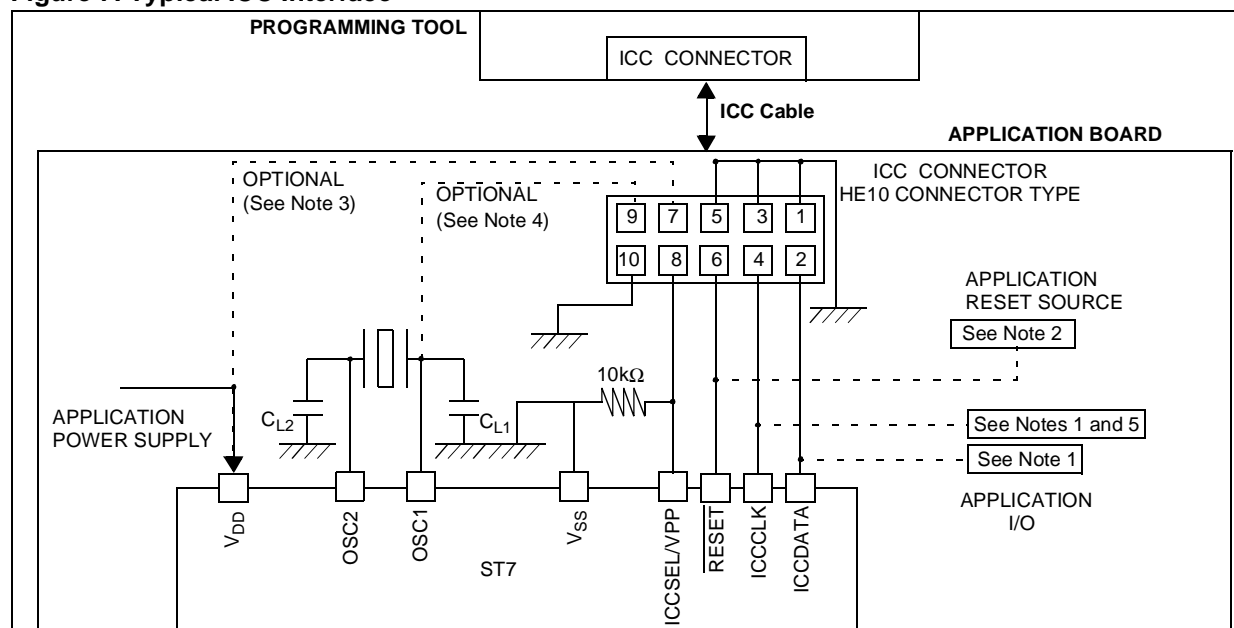 Figure 7. Typical ICC Interface
PROGRAMMING TOOL
ICC CONNECTOR
ICC Cable
APPLICATION BOARD
OPTIONAL
(See Note 3)
OPTIONAL
(See Note 4)
ICC CONNECTOR
HE10 CONNECTOR TYPE
9 7 5 3 1
10 8 6 4 2
APPLICATION
RESET SOURCE
See Note 2
10kΩ
APPLICATION
POWER SUPPLY
CL2
CL1
See Notes 1 and 5
See Note 1
APPLICATION
I/O
VDD
OSC2
OSC1
VSS
ICCSEL/VPP
RESET
ICCCLK
ICCDATA
ST7